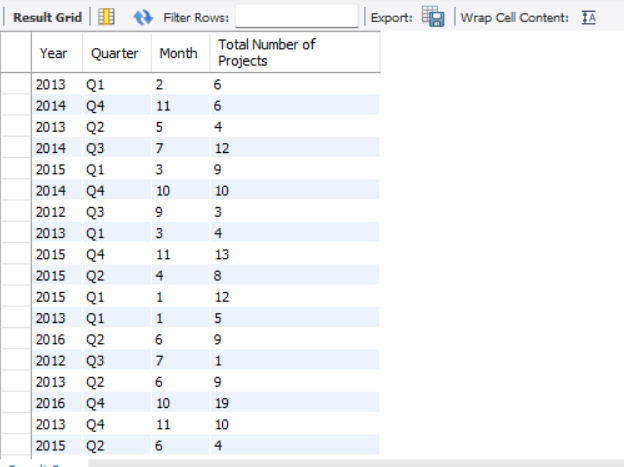 Result Grid Filter Rows: Export: Wrap Cell Content:
Year Quarter Month Total Number of Projects
2013 Q1 2 6
2014 Q4 11 6
2013 Q2 5 4
2014 Q3 7 12
2015 Q1 3 9
2014 Q4 10 10
2012 Q3 9 3
2013 Q1 3 4
2015 Q4 11 13
2015 Q2 4 8
2015 Q1 1 12
2013 Q1 1 5
2016 Q2 6 9
2012 Q3 7 1
2013 Q2 6 9
2016 Q4 10 19
2013 Q4 11 10
2015 Q2 6 4